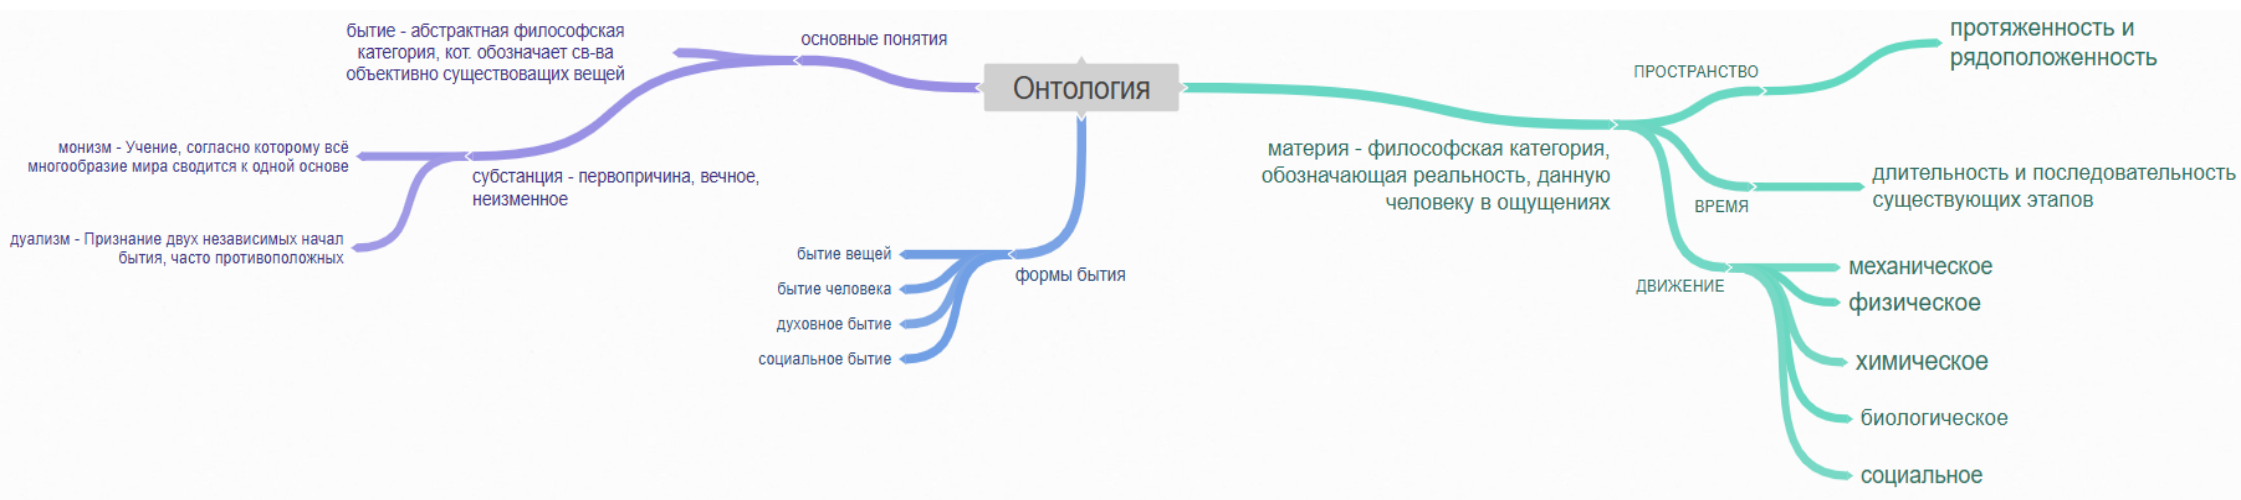 Онтология
основные понятия
бытие - абстрактная философская
категория, кот. обозначает св-ва
объективно существоващих вещей
субстанция - первопричина, вечное,
неизменное
монизм - Учение, согласно которому всё
многообразие мира сводится к одной основе
дуализм - Признание двух независимых начал
бытия, часто противоположных
формы бытия
бытие вещей
бытие человека
духовное бытие
социальное бытие
материя - философская категория,
обозначающая реальность, данную
человеку в ощущениях
ПРОСТРАНСТВО
протяженность и
рядоположенность
ВРЕМЯ
длительность и последовательность
существующих этапов
ДВИЖЕНИЕ
механическое
физическое
химическое
биологическое
социальное